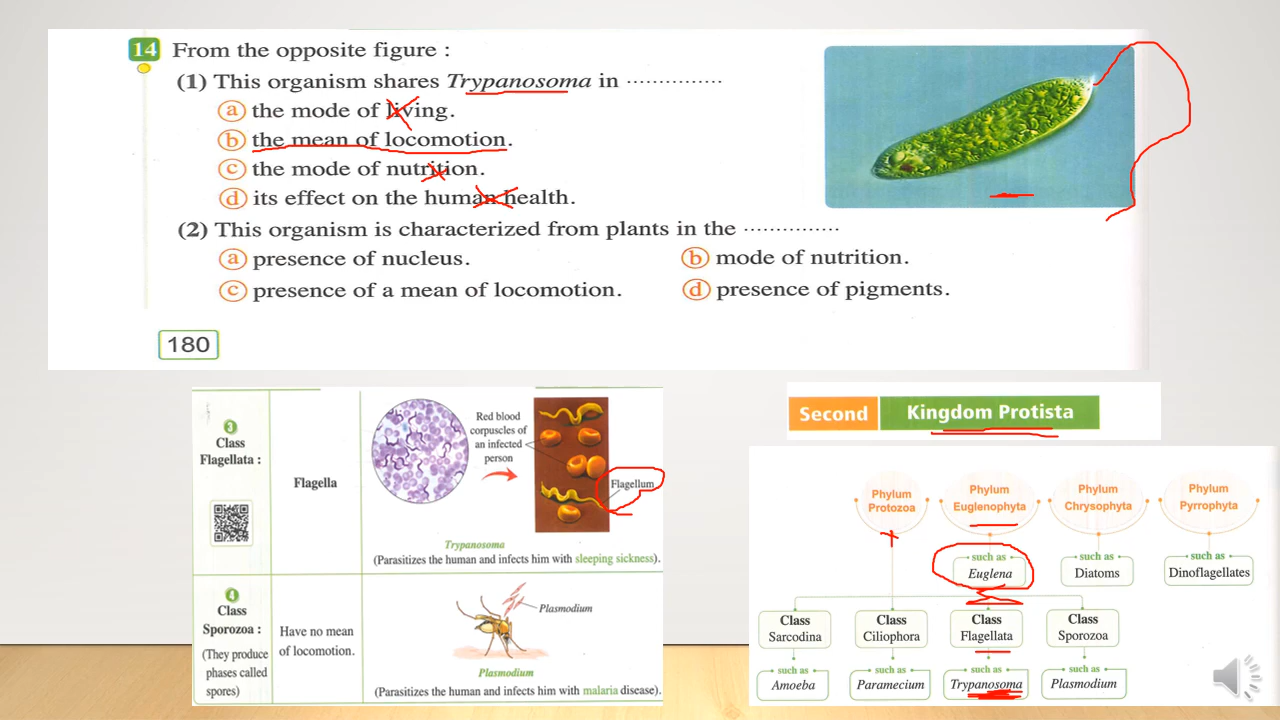 14 From the opposite figure :
(1) This organism shares Trypanosoma in ..............
a the mode of living.
b the mean of locomotion.
c the mode of nutrition.
d its effect on the human health.
(2) This organism is characterized from plants in the ..............
a presence of nucleus.
b mode of nutrition.
c presence of a mean of locomotion.
d presence of pigments.
180
3
Class
Flagellata :
Flagella
Red blood
corpuscles of
an infected
person
Flagellum
Trypanosoma
(Parasitizes the human and infects him with sleeping sickness).
4
Class
Sporozoa :
(They produce
phases called
spores)
Have no mean
of locomotion.
Plasmodium
Plasmodium
(Parasitizes the human and infects him with malaria disease).
Second Kingdom Protista
Phylum
Protozoa
Phylum
Euglenophyta
Phylum
Chrysophyta
Phylum
Pyrrophyta
such as
Euglena
such as
Diatoms
such as
Dinoflagellates
Class
Sarcodina
Class
Ciliophora
Class
Flagellata
Class
Sporozoa
such as
Amoeba
such as
Paramecium
such as
Trypanosoma
such as
Plasmodium